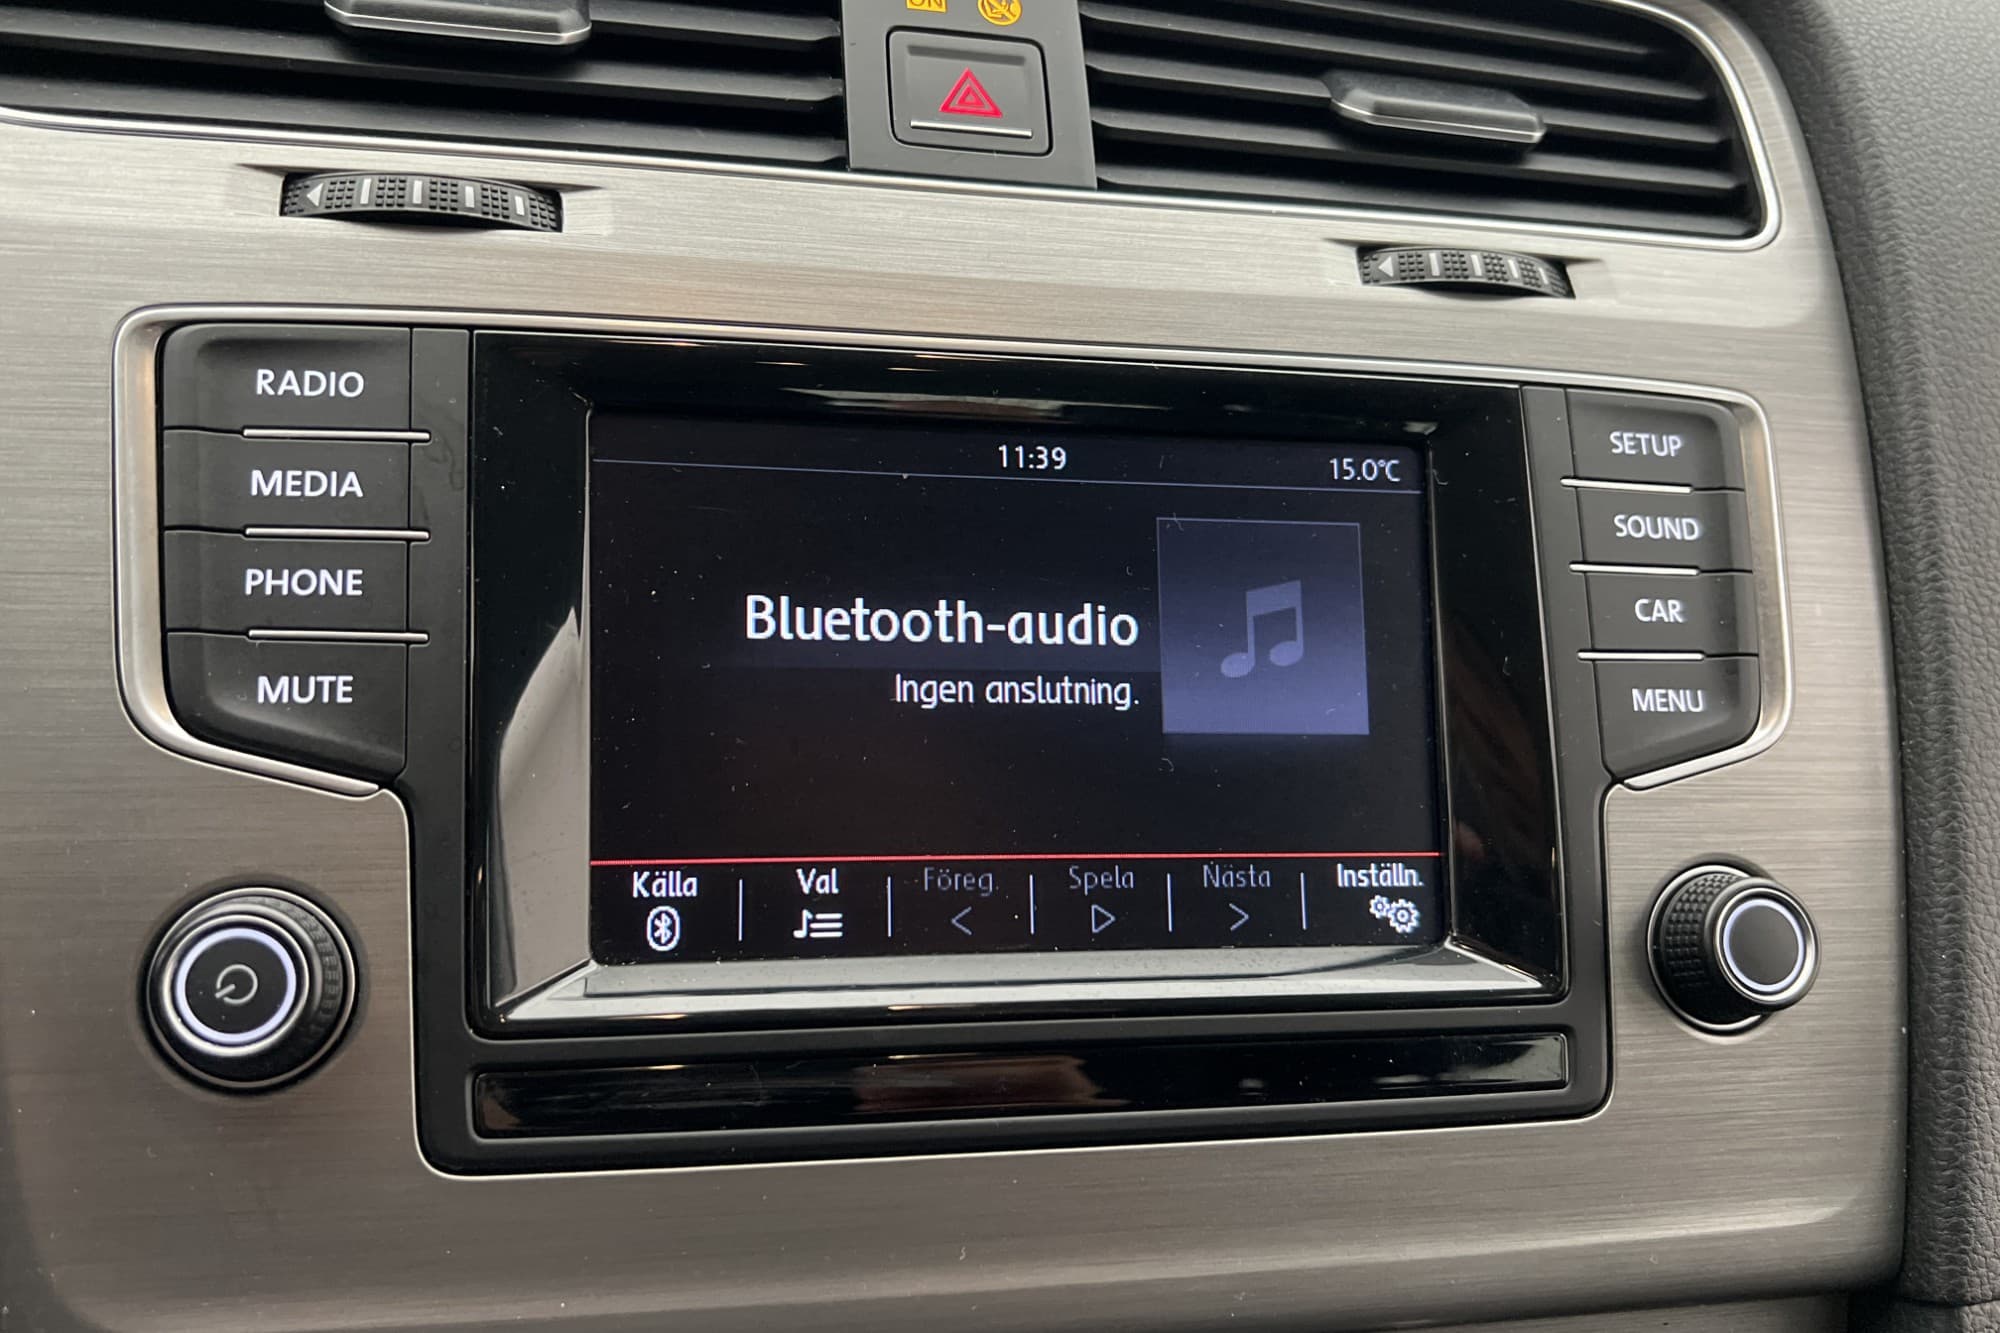 ON
RADIO
MEDIA
PHONE
MUTE
11:39
15.0°C
Bluetooth-audio
Ingen anslutning.
Källa
Val
Föreg.
Spela
Nästa
Inställn.
SETUP
SOUND
CAR
MENU